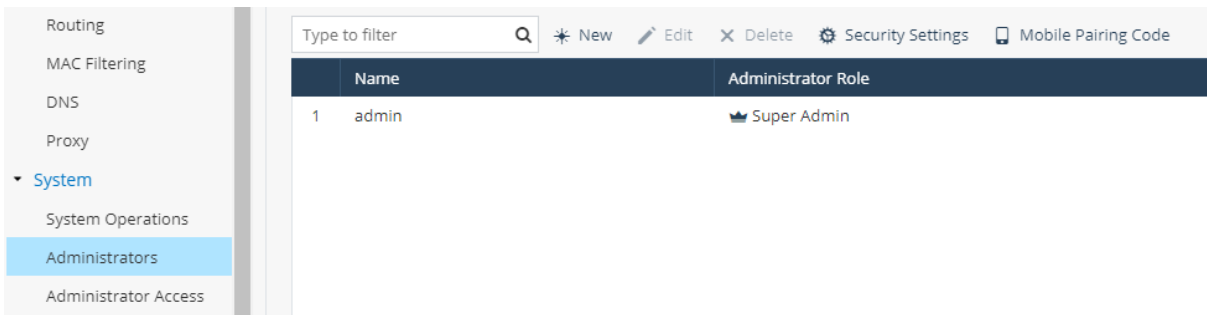 Routing
MAC Filtering
DNS
Proxy
System
System Operations
Administrators
Administrator Access
Type to filter New Edit Delete Security Settings Mobile Pairing Code
Name Administrator Role
1 admin Super Admin